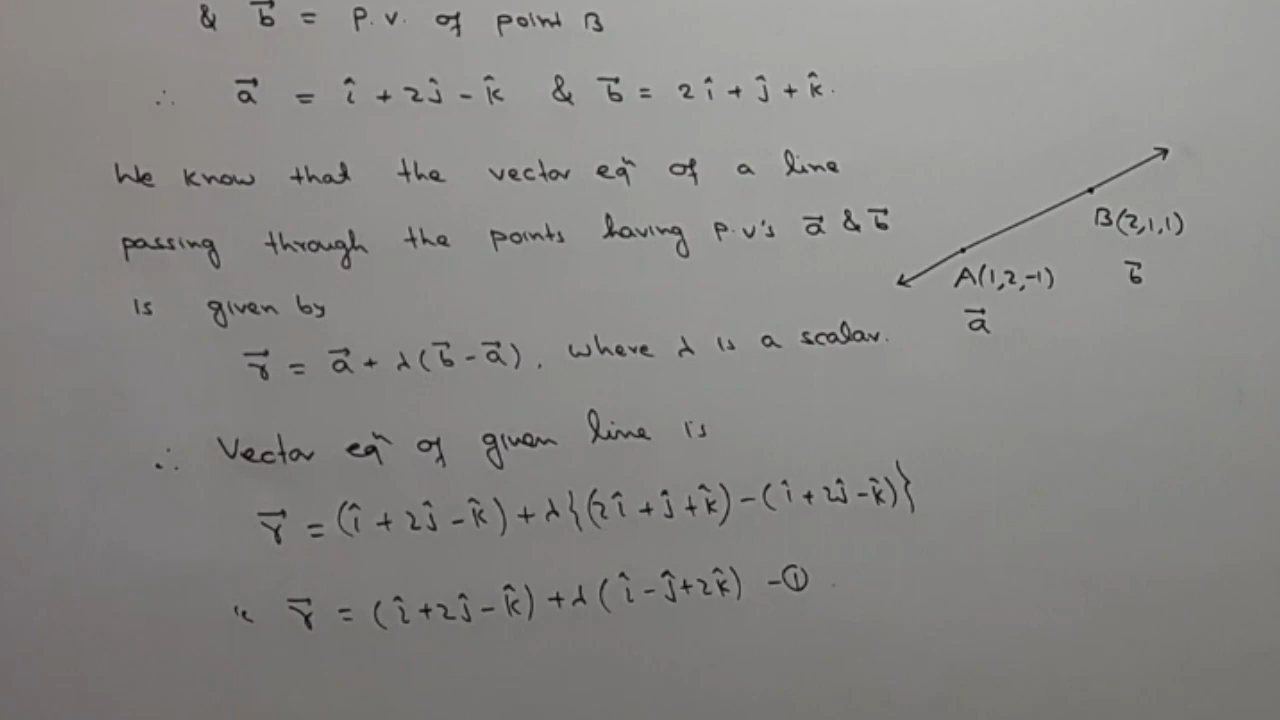 & b⃗ = p.v. of point B
∴ a⃗ = î + 2ĵ - k̂ & b⃗ = 2î + ĵ + k̂.
We know that the vector eqⁿ of a line
passing through the points having p.v's a⃗ & b⃗
is given by
r⃗ = a⃗ + λ(b⃗ - a⃗), where λ is a scalar.
B(2,1,1)
b⃗
A(1,2,-1)
a⃗
∴ Vector eqⁿ of given line is
r⃗ = (î + 2ĵ - k̂) + λ{(2î + ĵ + k̂) - (î + 2ĵ - k̂)}
r⃗ = (î + 2ĵ - k̂) + λ(î - ĵ + 2k̂) - ①